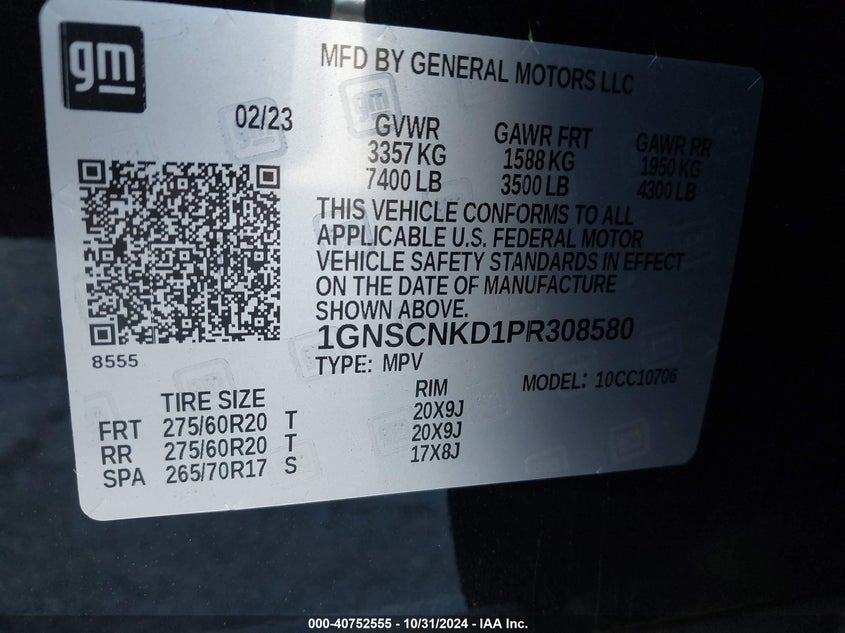 gm
MFD BY GENERAL MOTORS LLC
02/23
GVWR GAWR FRT GAWR RR
3357 KG 1588 KG 1950 KG
7400 LB 3500 LB 4300 LB
THIS VEHICLE CONFORMS TO ALL
APPLICABLE U.S. FEDERAL MOTOR
VEHICLE SAFETY STANDARDS IN EFFECT
ON THE DATE OF MANUFACTURE
SHOWN ABOVE.
8555
1GNSCNKD1PR308580
TYPE: MPV
MODEL: 10CC10706
TIRE SIZE RIM
FRT 275/60R20 T 20X9J
RR 275/60R20 T 20X9J
SPA 265/70R17 S 17X8J
000-40752555 - 10/31/2024 - IAA Inc.